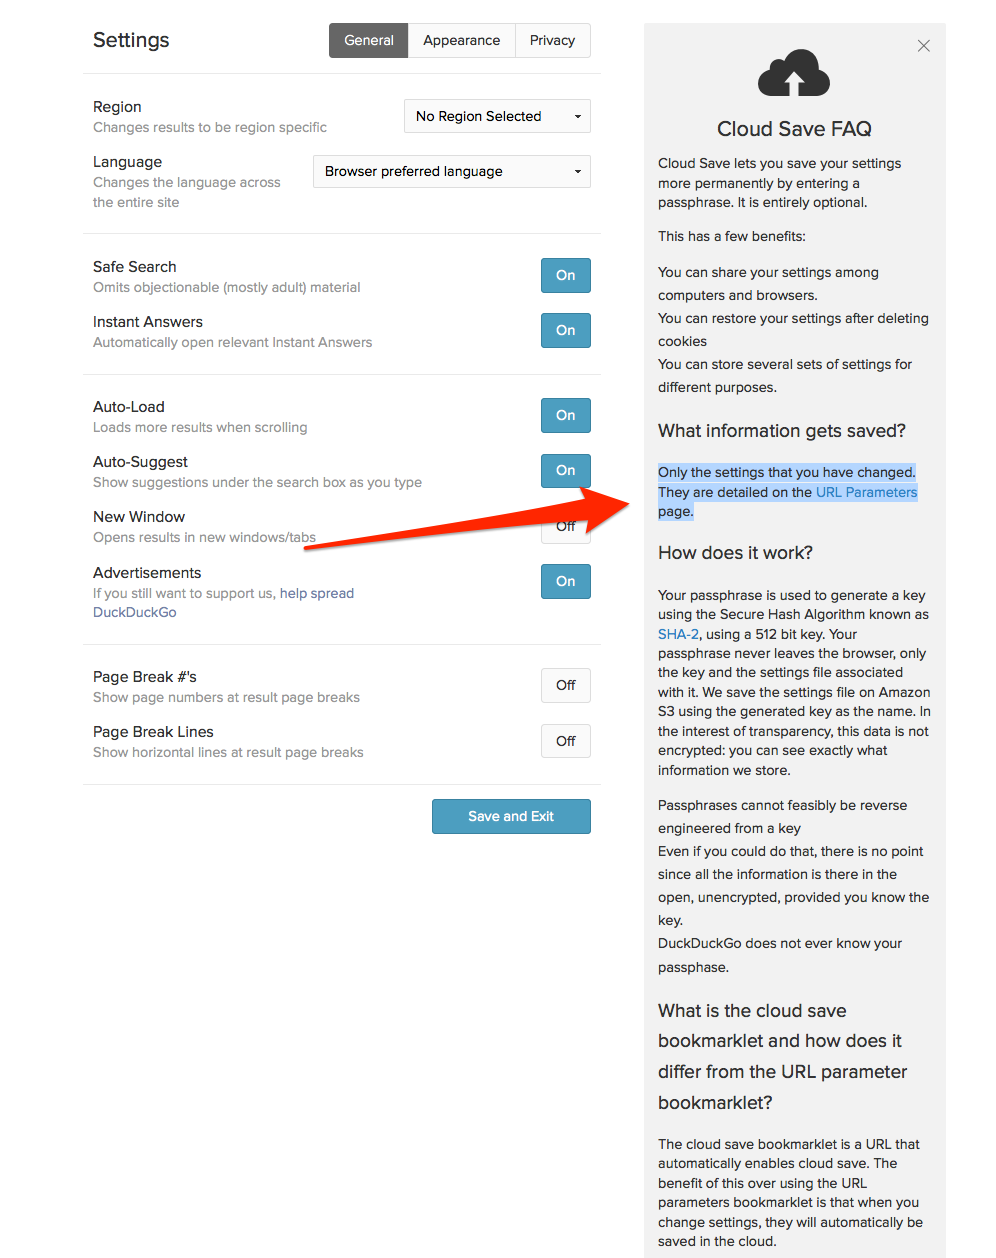 Settings
General
Appearance
Privacy
Region
Changes results to be region specific
No Region Selected
Language
Changes the language across
the entire site
Browser preferred language
Safe Search
Omits objectionable (mostly adult) material
On
Instant Answers
Automatically open relevant Instant Answers
On
Auto-Load
Loads more results when scrolling
On
Auto-Suggest
Show suggestions under the search box as you type
On
New Window
Opens results in new windows/tabs
Off
Advertisements
If you still want to support us, help spread
DuckDuckGo
On
Page Break #'s
Show page numbers at result page breaks
Off
Page Break Lines
Show horizontal lines at result page breaks
Off
Save and Exit
Cloud Save FAQ
Cloud Save lets you save your settings
more permanently by entering a
passphrase. It is entirely optional.
This has a few benefits:
You can share your settings among
computers and browsers.
You can restore your settings after deleting
cookies
You can store several sets of settings for
different purposes.
What information gets saved?
Only the settings that you have changed.
They are detailed on the URL Parameters
page.
How does it work?
Your passphrase is used to generate a key
using the Secure Hash Algorithm known as
SHA-2, using a 512 bit key. Your
passphrase never leaves the browser, only
the key and the settings file associated
with it. We save the settings file on Amazon
S3 using the generated key as the name. In
the interest of transparency, this data is not
encrypted: you can see exactly what
information we store.
Passphrases cannot feasibly be reverse
engineered from a key
Even if you could do that, there is no point
since all the information is there in the
open, unencrypted, provided you know the
key.
DuckDuckGo does not ever know your
passphase.
What is the cloud save
bookmarklet and how does it
differ from the URL parameter
bookmarklet?
The cloud save bookmarklet is a URL that
automatically enables cloud save. The
benefit of this over using the URL
parameters bookmarklet is that when you
change settings, they will automatically be
saved in the cloud.